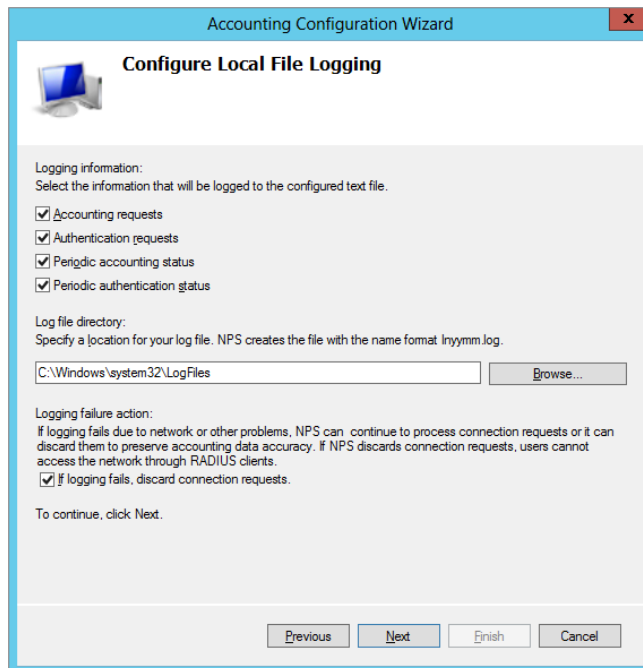 Accounting Configuration Wizard
x
Configure Local File Logging
Logging information:
Select the information that will be logged to the configured text file.
Accounting requests
Authentication requests
Periodic accounting status
Periodic authentication status
Log file directory:
Specify a location for your log file. NPS creates the file with the name format Inyymm.log.
C:\Windows\system32\LogFiles
Browse...
Logging failure action:
If logging fails due to network or other problems, NPS can continue to process connection requests or it can
discard them to preserve accounting data accuracy. If NPS discards connection requests, users cannot
access the network through RADIUS clients.
If logging fails, discard connection requests.
To continue, click Next.
Previous
Next
Finish
Cancel